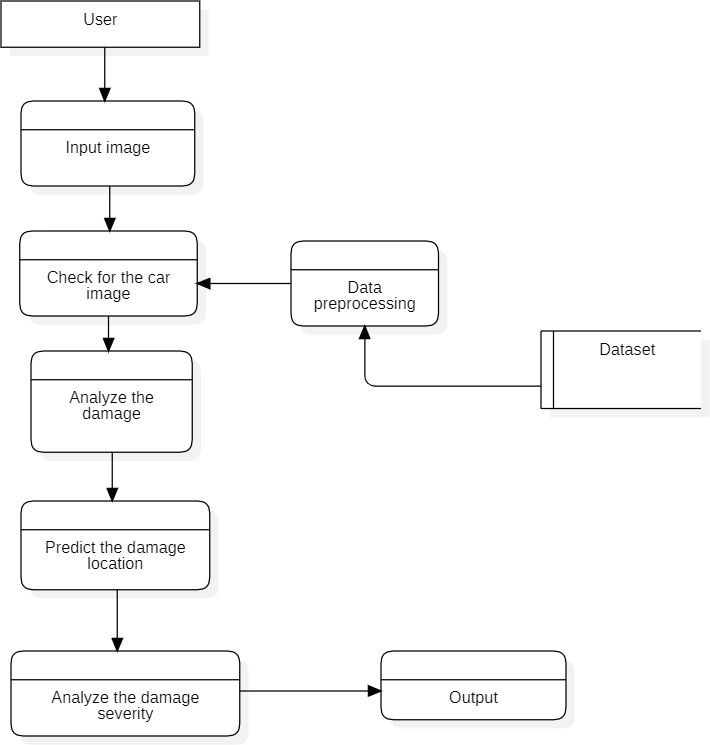 User
Input image
Check for the car
image
Data
preprocessing
Dataset
Analyze the
damage
Predict the damage
location
Analyze the damage
severity
Output